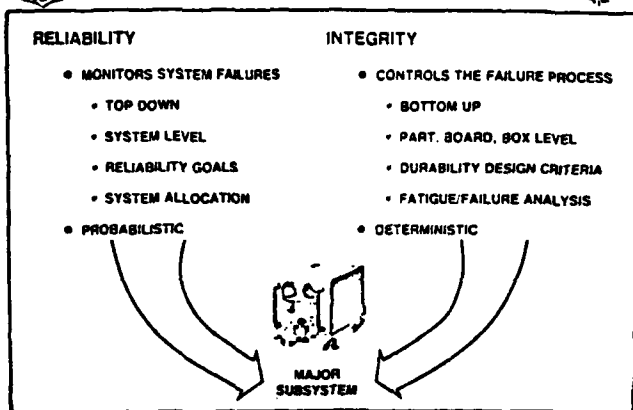 RELIABILITY
• MONITORS SYSTEM FAILURES
• TOP DOWN
• SYSTEM LEVEL
• RELIABILITY GOALS
• SYSTEM ALLOCATION
• PROBABILISTIC
INTEGRITY
• CONTROLS THE FAILURE PROCESS
• BOTTOM UP
• PART. BOARD, BOX LEVEL
• DURABILITY DESIGN CRITERIA
• FATIGUE/FAILURE ANALYSIS
• DETERMINISTIC
MAJOR
SUBSYSTEM